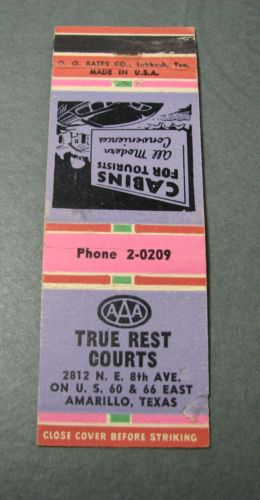 O. G. BATES CO., Lubbock, Tex.
MADE IN U.S.A.
CABINS
FOR TOURISTS
All Modern
Conveniences
Phone 2-0209
AAA
TRUE REST
COURTS
2812 N. E. 8th AVE.
ON U. S. 60 & 66 EAST
AMARILLO, TEXAS
CLOSE COVER BEFORE STRIKING